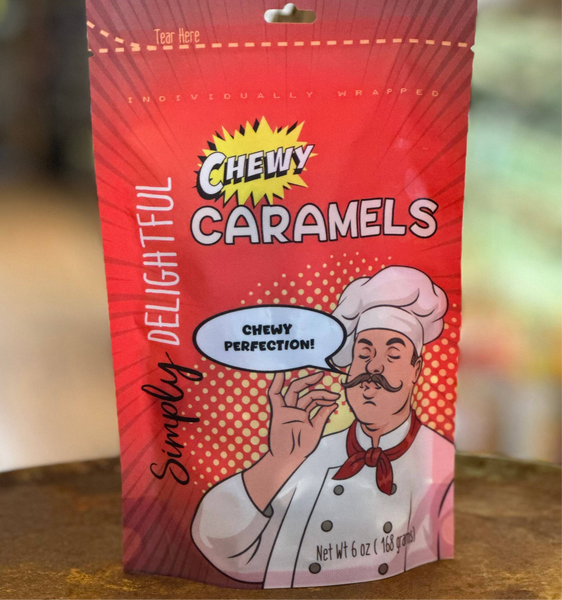 Tear Here
INDIVIDUALLY WRAPPED
CHEWY
CARAMELS
Simply DELIGHTFUL
CHEWY
PERFECTION!
Net Wt 6 oz ( 168 grams)